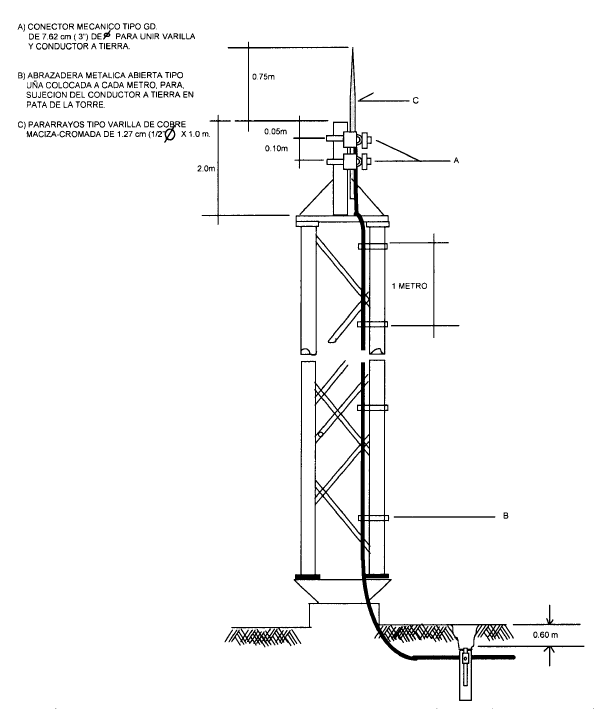 A) CONECTOR MECANICO TIPO GD.
DE 7.62 cm ( 3") DE Ø PARA UNIR VARILLA
Y CONDUCTOR A TIERRA.
B) ABRAZADERA METALICA ABIERTA TIPO
UÑA COLOCADA A CADA METRO, PARA,
SUJECION DEL CONDUCTOR A TIERRA EN
PATA DE LA TORRE.
C) PARARRAYOS TIPO VARILLA DE COBRE
MACIZA-CROMADA DE 1.27 cm (1/2" Ø X 1.0 m.
0.75m
C
0.05m
0.10m
A
2.0m
1 METRO
B
0.60 m